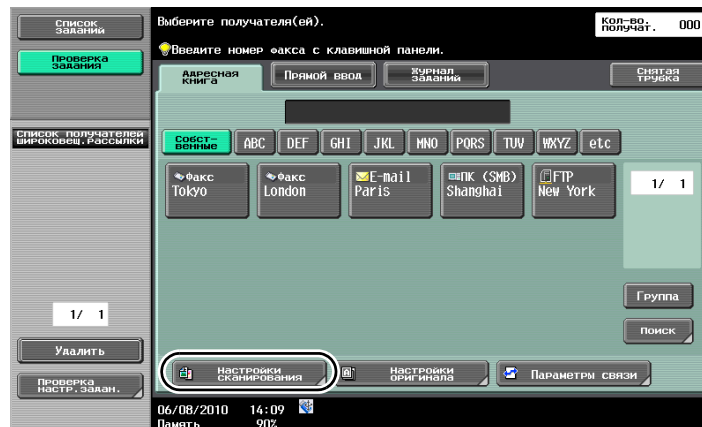 Список
заданий
Проверка
задания
Список получателей
широковещ.рассылки
1/ 1
Удалить
Проверка
настр.задан.
Выберите получателя(ей).
Кол-во.
получат. 000
Введите номер факса с клавишной панели.
Адресная
книга
Прямой ввод
Журнал
заданий
Снятая
трубка
Собст-
венные
ABC DEF GHI JKL MNO PQRS TUV WXYZ etc
Факс
Tokyo
Факс
London
E-mail
Paris
ПК (SMB)
Shanghai
FTP
New York
1/ 1
Группа
Поиск
Настройки
сканирования
Настройки
оригинала
Параметры связи
06/08/2010 14:09
Память 90%